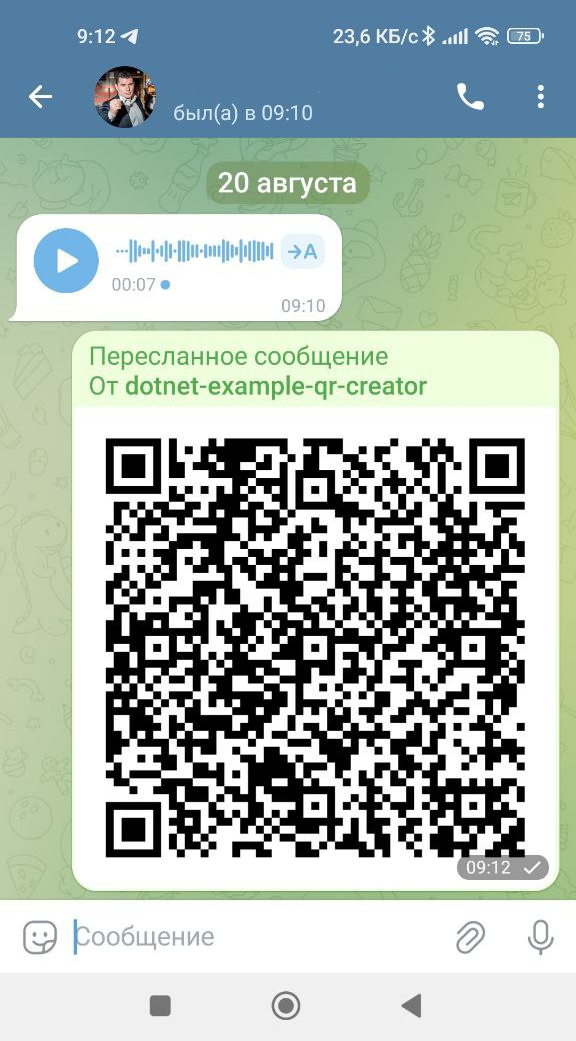 9:12 23,6 КБ/с 75
был(а) в 09:10
20 августа
→A
00:07
09:10
Пересланное сообщение
От dotnet-example-qr-creator
09:12
Сообщение